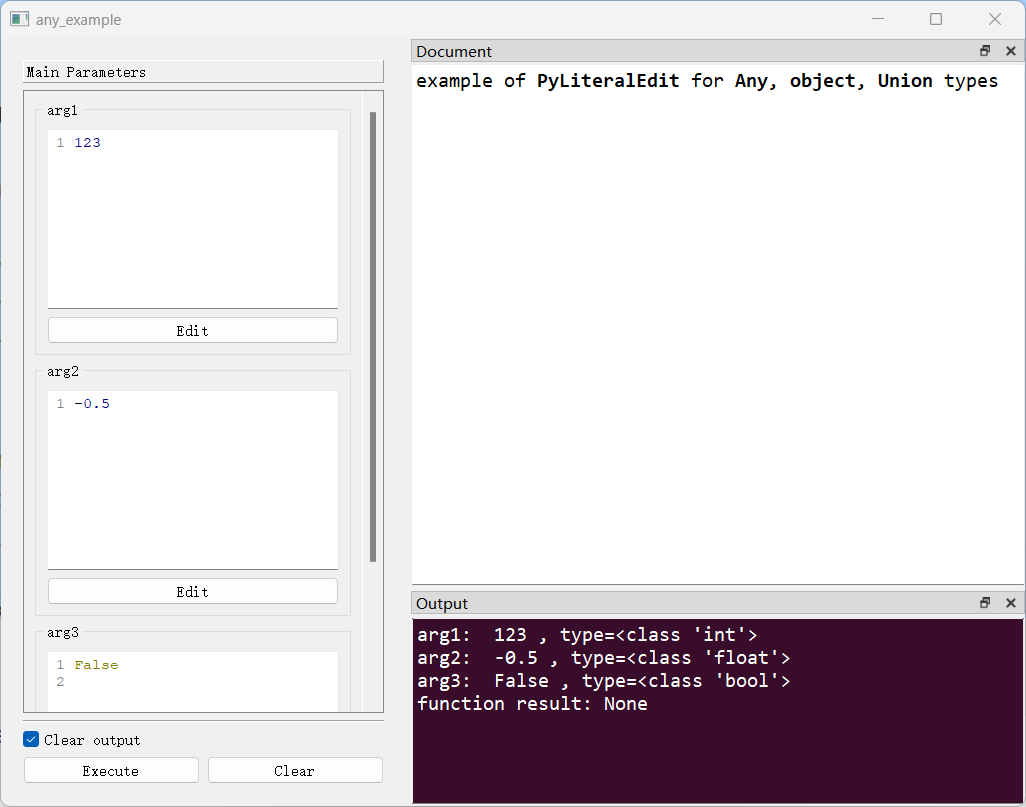 any_example
Main Parameters
arg1
1 123
Edit
arg2
1 -0.5
Edit
arg3
1 False
2
Clear output
Execute
Clear
Document
example of PyLiteralEdit for Any, object, Union types
Output
arg1:  123 , type=<class 'int'>
arg2:  -0.5 , type=<class 'float'>
arg3:  False , type=<class 'bool'>
function result: None